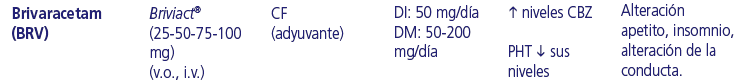 Brivaracetam
(BRV)
Briviact®
(25-50-75-100
mg)
(v.o., i.v.)
CF
(adyuvante)
DI: 50 mg/día
DM: 50-200
mg/día
↑ niveles CBZ
PHT ↓ sus
niveles
Alteración
apetito, insomnio,
alteración de la
conducta.